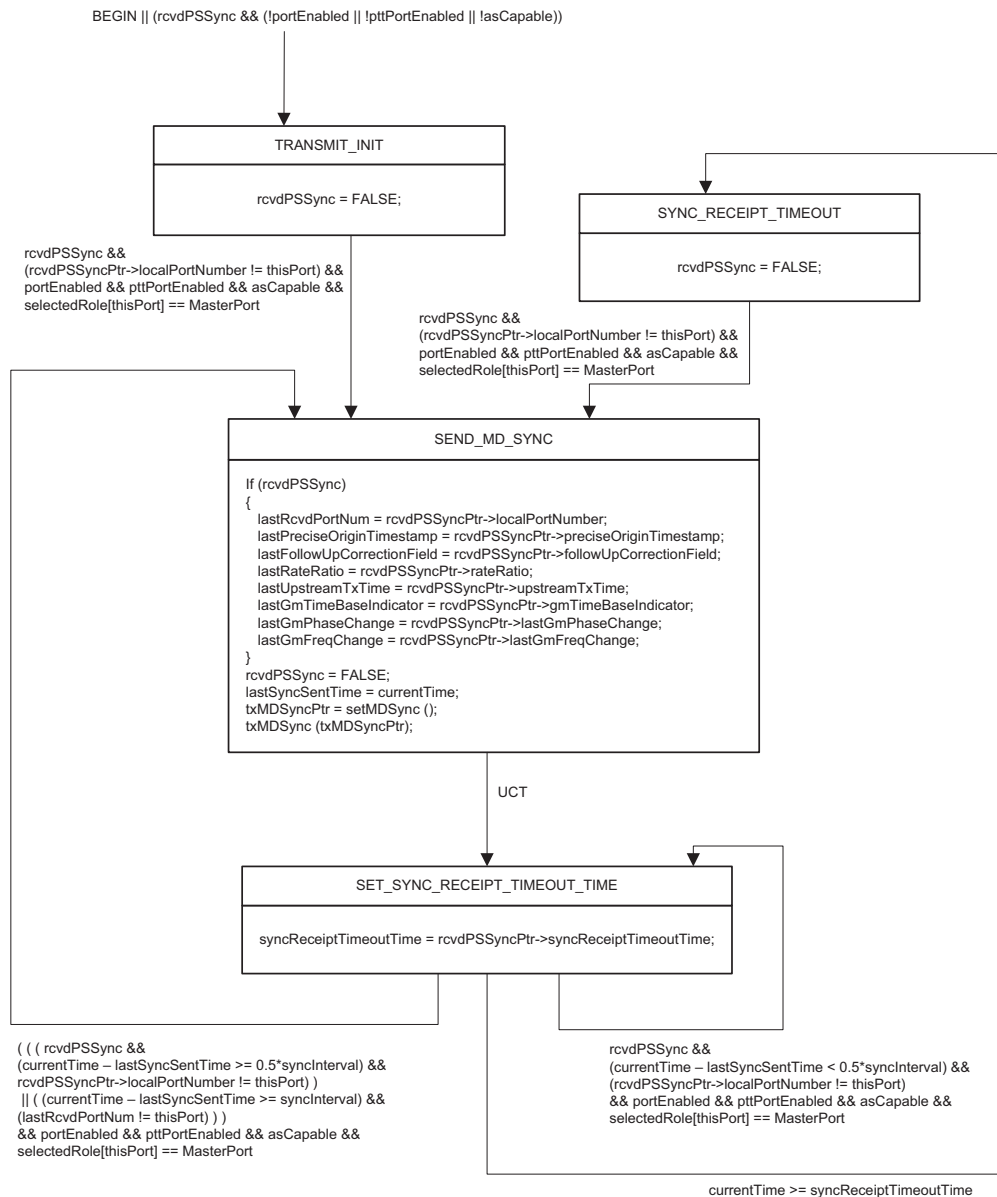 BEGIN || (rcvdPSSync && (!portEnabled || !pttPortEnabled || !asCapable))
TRANSMIT_INIT
rcvdPSSync = FALSE;
SYNC_RECEIPT_TIMEOUT
rcvdPSSync = FALSE;
rcvdPSSync &&
(rcvdPSSyncPtr->localPortNumber != thisPort) &&
portEnabled && pttPortEnabled && asCapable &&
selectedRole[thisPort] == MasterPort
rcvdPSSync &&
(rcvdPSSyncPtr->localPortNumber != thisPort) &&
portEnabled && pttPortEnabled && asCapable &&
selectedRole[thisPort] == MasterPort
SEND_MD_SYNC
If (rcvdPSSync)
{
lastRcvdPortNum = rcvdPSSyncPtr->localPortNumber;
lastPreciseOriginTimestamp = rcvdPSSyncPtr->preciseOriginTimestamp;
lastFollowUpCorrectionField = rcvdPSSyncPtr->followUpCorrectionField;
lastRateRatio = rcvdPSSyncPtr->rateRatio;
lastUpstreamTxTime = rcvdPSSyncPtr->upstreamTxTime;
lastGmTimeBaseIndicator = rcvdPSSyncPtr->gmTimeBaseIndicator;
lastGmPhaseChange = rcvdPSSyncPtr->lastGmPhaseChange;
lastGmFreqChange = rcvdPSSyncPtr->lastGmFreqChange;
}
rcvdPSSync = FALSE;
lastSyncSentTime = currentTime;
txMDSyncPtr = setMDSync ();
txMDSync (txMDSyncPtr);
UCT
SET_SYNC_RECEIPT_TIMEOUT_TIME
syncReceiptTimeoutTime = rcvdPSSyncPtr->syncReceiptTimeoutTime;
( ( ( rcvdPSSync &&
(currentTime – lastSyncSentTime >= 0.5*syncInterval) &&
rcvdPSSyncPtr->localPortNumber != thisPort) )
|| ( (currentTime – lastSyncSentTime >= syncInterval) &&
(lastRcvdPortNum != thisPort) ) )
&& portEnabled && pttPortEnabled && asCapable &&
selectedRole[thisPort] == MasterPort
rcvdPSSync &&
(currentTime – lastSyncSentTime < 0.5*syncInterval) &&
(rcvdPSSyncPtr->localPortNumber != thisPort)
&& portEnabled && pttPortEnabled && asCapable &&
selectedRole[thisPort] == MasterPort
currentTime >= syncReceiptTimeoutTime